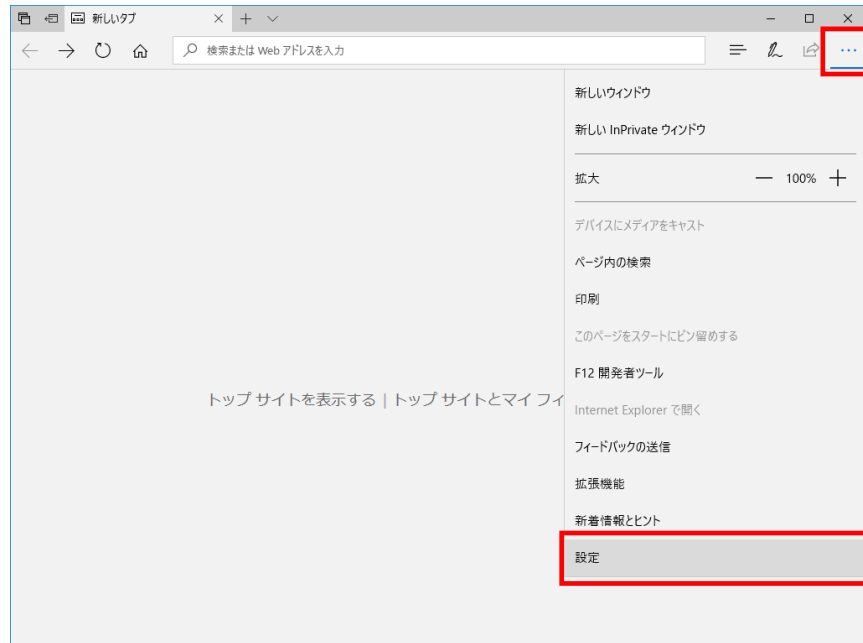 新しいタブ
検索または Web アドレスを入力
新しいウィンドウ
新しい InPrivate ウィンドウ
拡大 100%
デバイスにメディアをキャスト
ページ内の検索
印刷
このページをスタートにピン留めする
F12 開発者ツール
トップ サイトを表示する | トップ サイトとマイ フィ
Internet Explorer で開く
フィードバックの送信
拡張機能
新着情報とヒント
設定